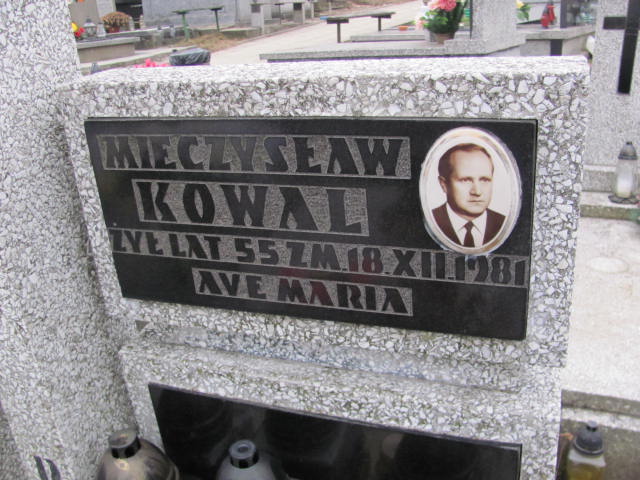 MIECZYSŁAW
KOWAL
ŻYŁ LAT 55 ZM.18.XII.1981
AVE MARIA